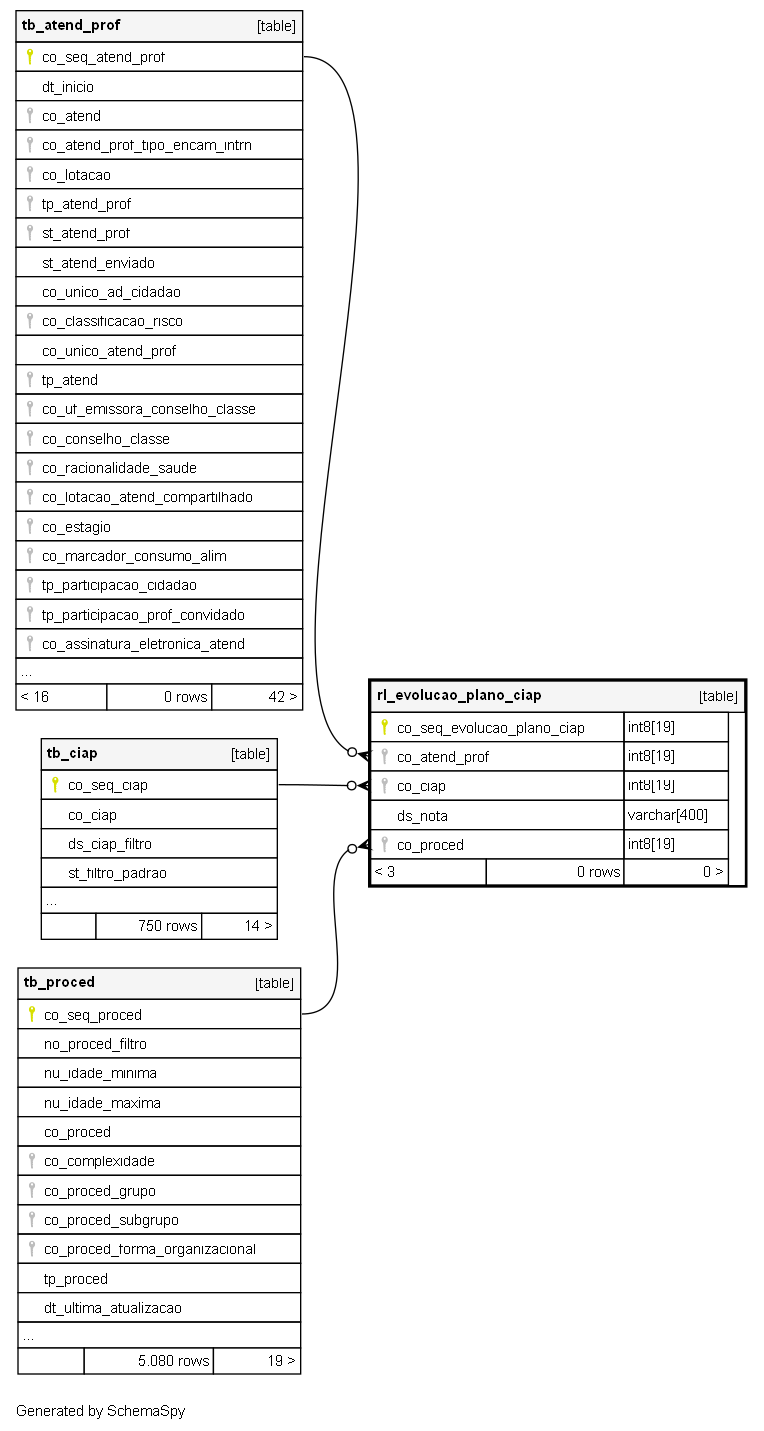 tb_atend_prof [table]
co_seq_atend_prof
dt_inicio
co_atend
co_atend_prof_tipo_encam_intrn
co_lotacao
tp_atend_prof
st_atend_prof
st_atend_enviado
co_unico_ad_cidadao
co_classificacao_risco
co_unico_atend_prof
tp_atend
co_uf_emissora_conselho_classe
co_conselho_classe
co_racionalidade_saude
co_lotacao_atend_compartilhado
co_estagio
co_marcador_consumo_alim
tp_participacao_cidadao
tp_participacao_prof_convidado
co_assinatura_eletronica_atend
...
< 16 0 rows 42 >
tb_ciap [table]
co_seq_ciap
co_ciap
ds_ciap_filtro
st_filtro_padrao
...
750 rows 14 >
rl_evolucao_plano_ciap [table]
co_seq_evolucao_plano_ciap int8[19]
co_atend_prof int8[19]
co_ciap int8[19]
ds_nota varchar[400]
co_proced int8[19]
< 3 0 rows 0 >
tb_proced [table]
co_seq_proced
no_proced_filtro
nu_idade_minima
nu_idade_maxima
co_proced
co_complexidade
co_proced_grupo
co_proced_subgrupo
co_proced_forma_organizacional
tp_proced
dt_ultima_atualizacao
...
5.080 rows 19 >
Generated by SchemaSpy